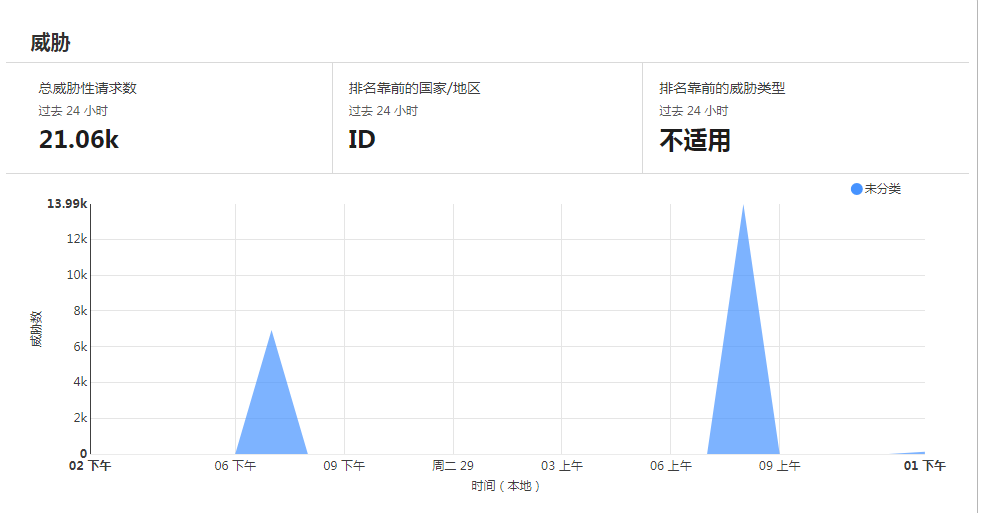 威胁
总威胁性请求数
过去 24 小时
21.06k
排名靠前的国家/地区
过去 24 小时
ID
排名靠前的威胁类型
过去 24 小时
不适用
未分类
13.99k
12k
10k
8k
6k
4k
2k
0
威胁数
02 下午
06 下午
09 下午
周二 29
03 上午
06 上午
09 上午
01 下午
时间（本地）